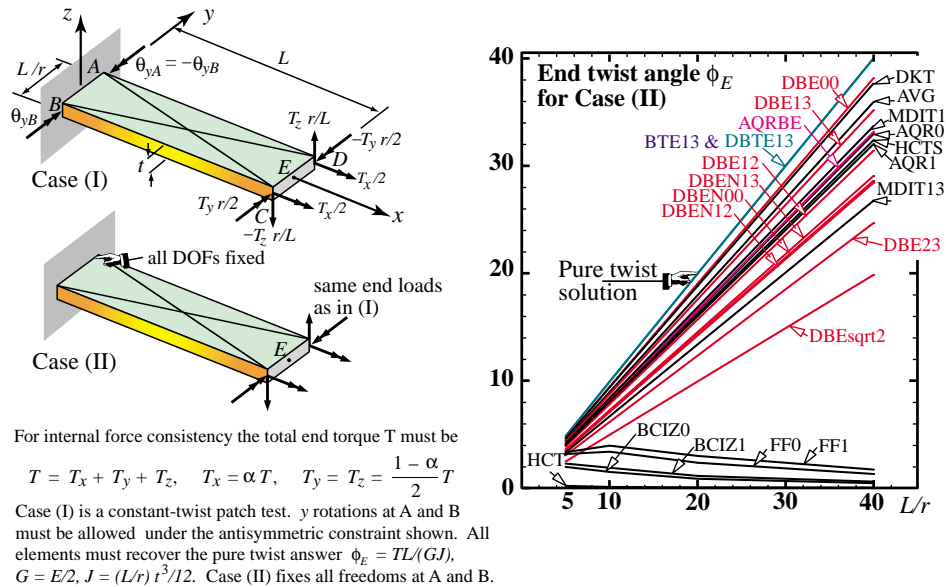 z
y
L/r
A
θyA = −θyB
L
B
θyB
Tz r/L
−Ty r/2
E
D
t
Case (I)
Ty r/2
C
Tx/2
Tx/2
x
−Tz r/L
all DOFs fixed
same end loads
as in (I)
Case (II)
E
For internal force consistency the total end torque T must be
T = Tx + Ty + Tz,    Tx = α T ,    Ty = Tz = (1 − α)/2 T
Case (I) is a constant-twist patch test. y rotations at A and B
must be allowed under the antisymmetric constraint shown. All
elements must recover the pure twist answer ϕE = TL/(GJ),
G = E/2, J = (L/r) t³/12. Case (II) fixes all freedoms at A and B.
40
End twist angle ϕE
for Case (II)
DBE00
DBE13
AQRBE
BTE13 & DBTE13
DBE12
DBEN13
DBEN00
DBEN12
DKT
AVG
MDIT1
AQR0
HCTS
AQR1
MDIT13
DBE23
DBEsqrt2
30
20
Pure twist
solution
10
HCT
BCIZ0
BCIZ1
FF0
FF1
0
5
10
20
30
40
L/r